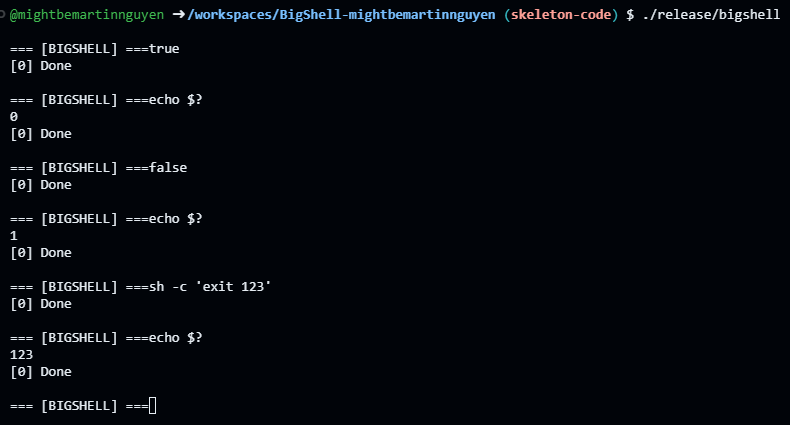 @mightbemartinnguyen ➜/workspaces/BigShell-mightbemartinnguyen (skeleton-code) $ ./release/bigshell
=== [BIGSHELL] ===true
[0] Done
=== [BIGSHELL] ===echo $?
0
[0] Done
=== [BIGSHELL] ===false
[0] Done
=== [BIGSHELL] ===echo $?
1
[0] Done
=== [BIGSHELL] ===sh -c 'exit 123'
[0] Done
=== [BIGSHELL] ===echo $?
123
[0] Done
=== [BIGSHELL] ===